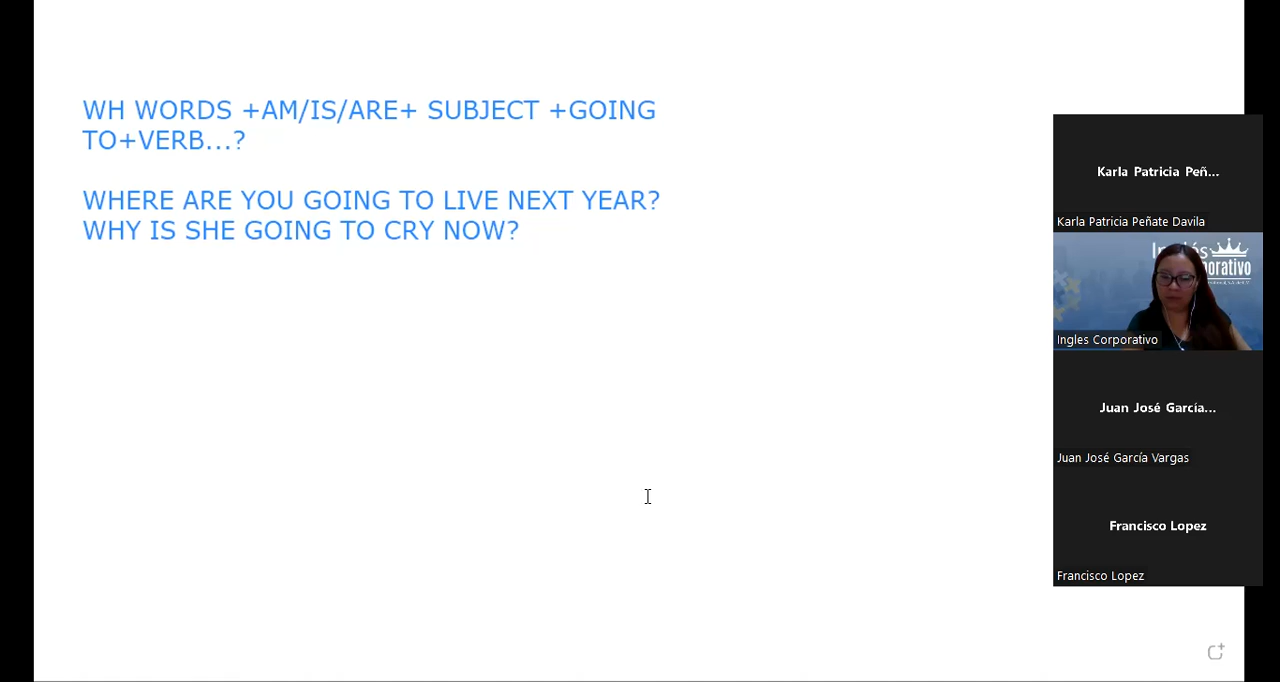 WH WORDS +AM/IS/ARE+ SUBJECT +GOING
TO+VERB...?
WHERE ARE YOU GOING TO LIVE NEXT YEAR?
WHY IS SHE GOING TO CRY NOW?
Karla Patricia Peñ...
Karla Patricia Peñate Davila
Ingles Corporativo
Juan José García...
Juan José García Vargas
Francisco Lopez
Francisco Lopez